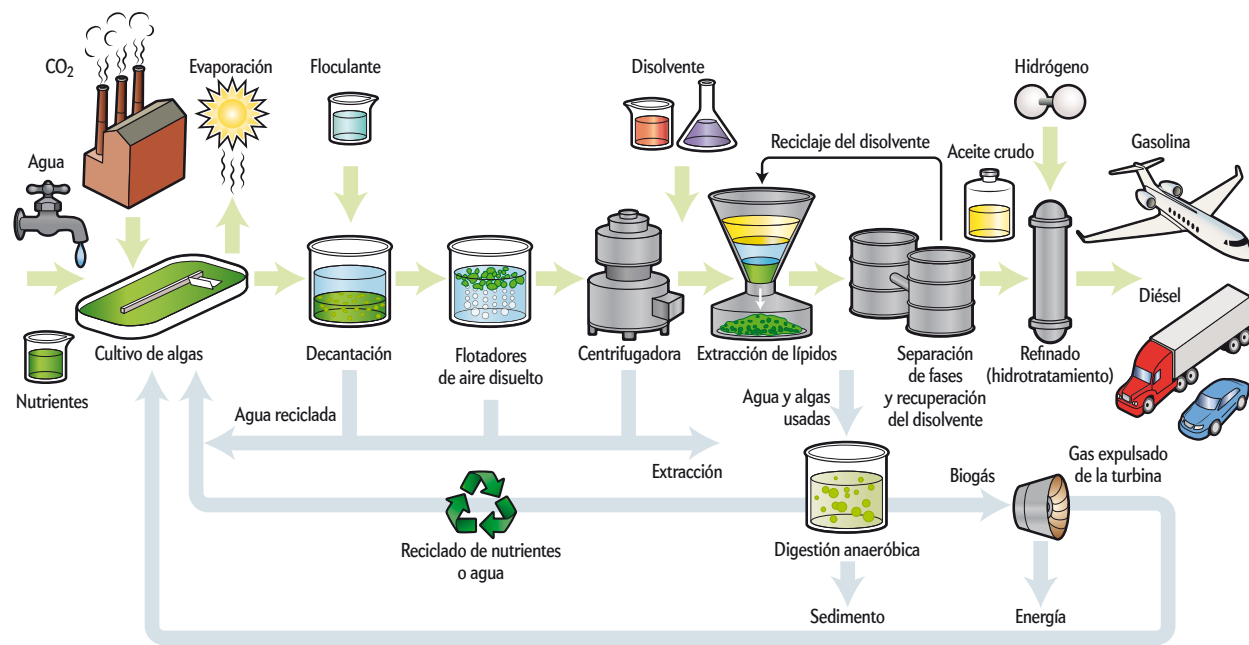 CO₂
Evaporación
Floculante
Disolvente
Hidrógeno
Agua
Reciclaje del disolvente
Aceite crudo
Gasolina
Nutrientes
Cultivo de algas
Decantación
Flotadores
de aire disuelto
Centrifugadora
Extracción de lípidos
Separación
de fases
y recuperación
del disolvente
Refinado
(hidrotratamiento)
Diésel
Agua reciclada
Extracción
Agua y algas
usadas
Reciclado de nutrientes
o agua
Digestión anaeróbica
Biogás
Gas expulsado
de la turbina
Sedimento
Energía